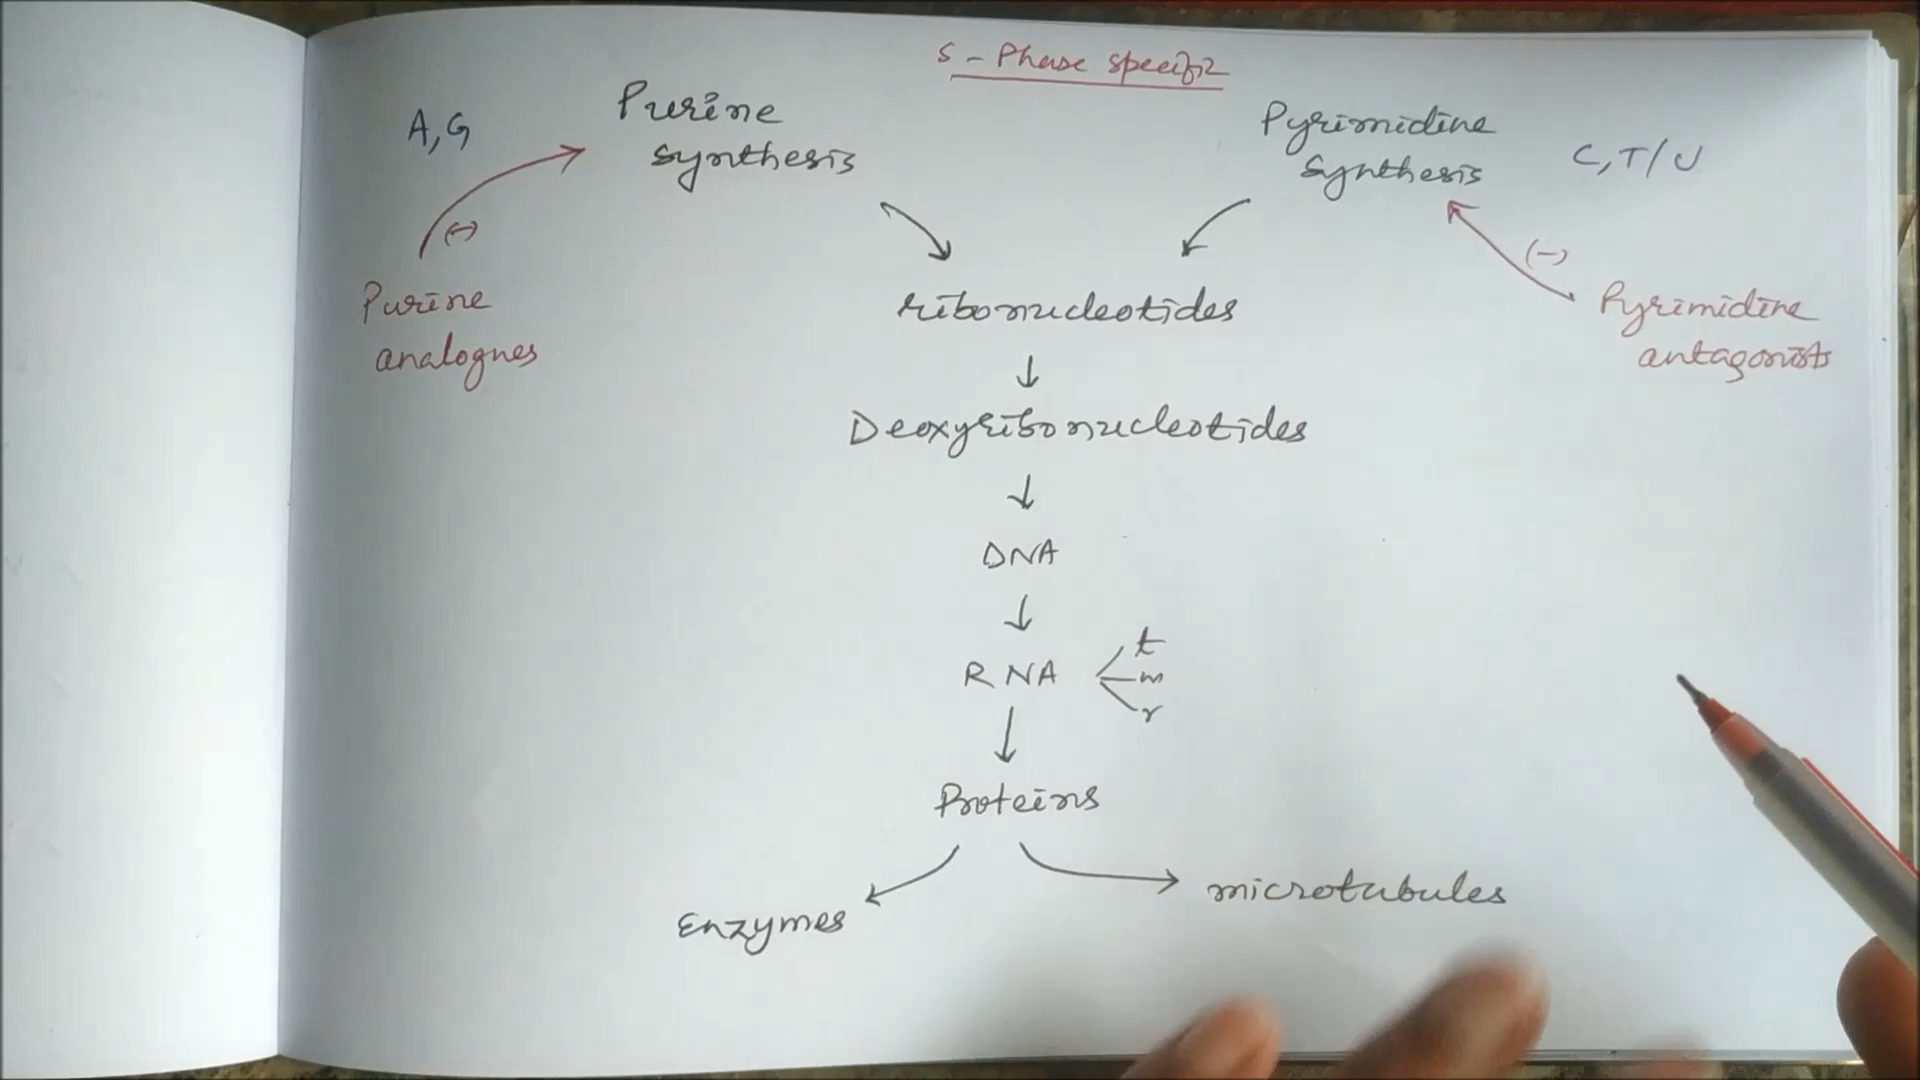 S - Phase specific
A, G
Purine
synthesis
Pyrimidine
synthesis
C, T/U
(-)
(-)
Purine
analogues
ribonucleotides
Pyrimidine
antagonists
Deoxyribonucleotides
DNA
RNA
t
m
r
Proteins
Enzymes
microtubules